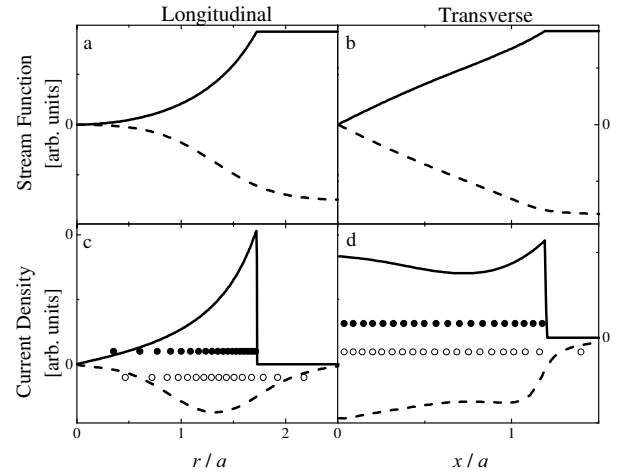 Longitudinal Transverse
a b
0 0
Stream Function
[arb. units]
c d
0
0 0
Current Density
[arb. units]
0 1 2 0 1
r / a x / a